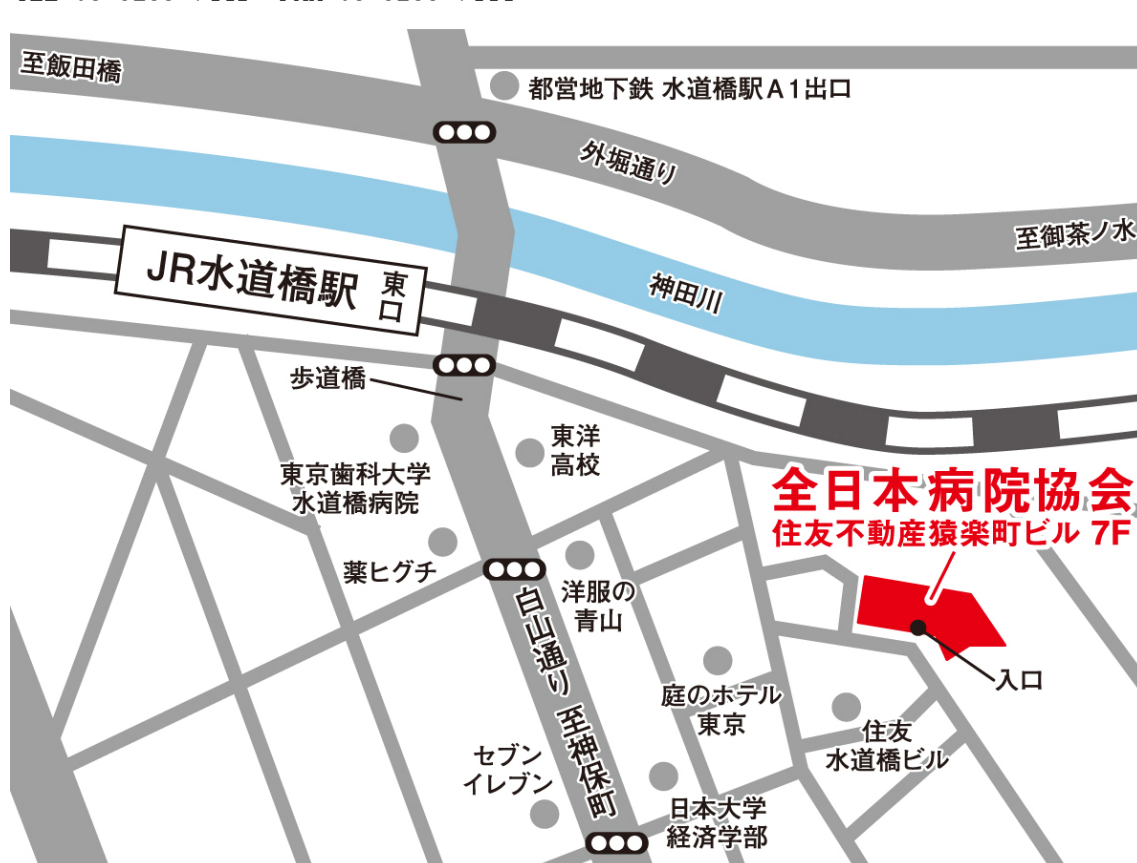 至飯田橋
都営地下鉄 水道橋駅A1出口
外堀通り
至御茶ノ水
JR水道橋駅
東口
神田川
歩道橋
東洋
高校
東京歯科大学
水道橋病院
全日本病院協会
住友不動産猿楽町ビル 7F
薬ヒグチ
洋服の
青山
白山通り 至神保町
入口
庭のホテル
東京
住友
水道橋ビル
セブン
イレブン
日本大学
経済学部